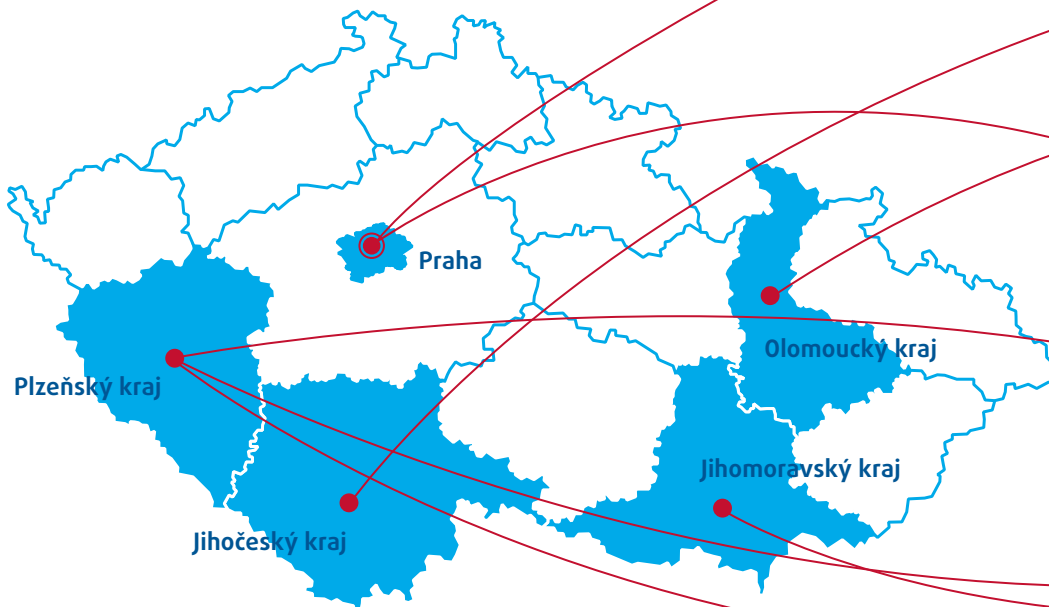 Praha
Olomoucký kraj
Plzeňský kraj
Jihomoravský kraj
Jihočeský kraj